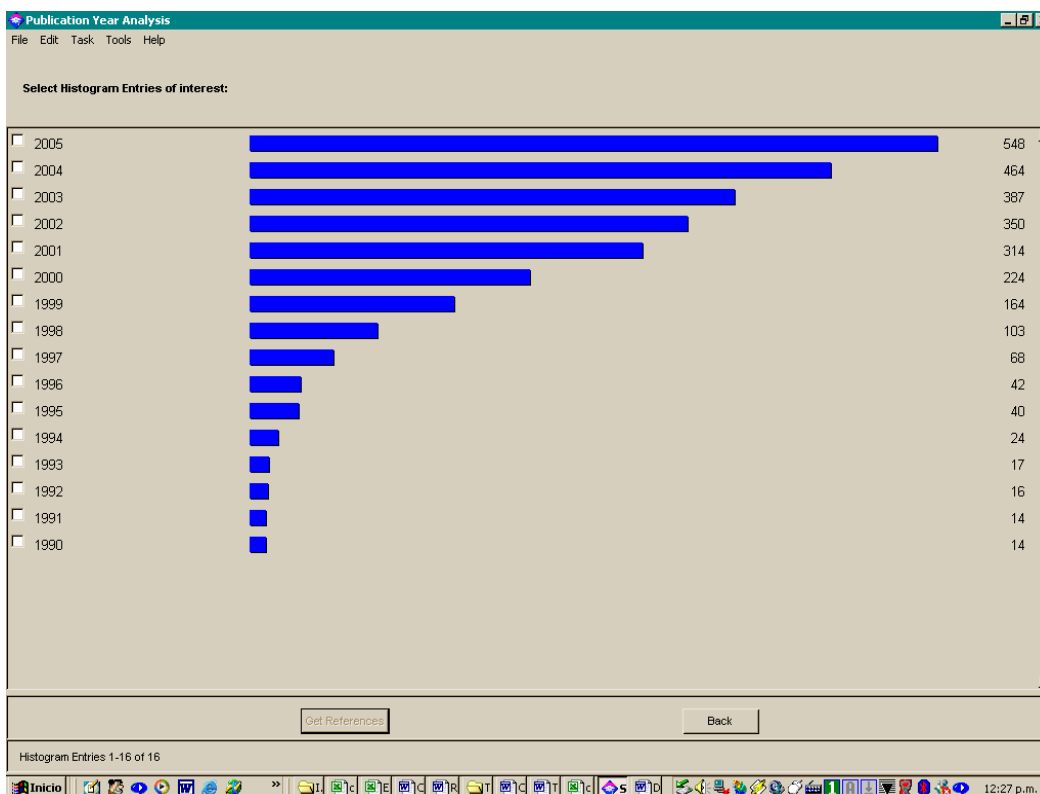 Publication Year Analysis
File Edit Task Tools Help
Select Histogram Entries of interest:
2005 548
2004 464
2003 387
2002 350
2001 314
2000 224
1999 164
1998 103
1997 68
1996 42
1995 40
1994 24
1993 17
1992 16
1991 14
1990 14
Get References Back
Histogram Entries 1-16 of 16
Inicio » I. c E C R T C T c S D 12:27 p.m.